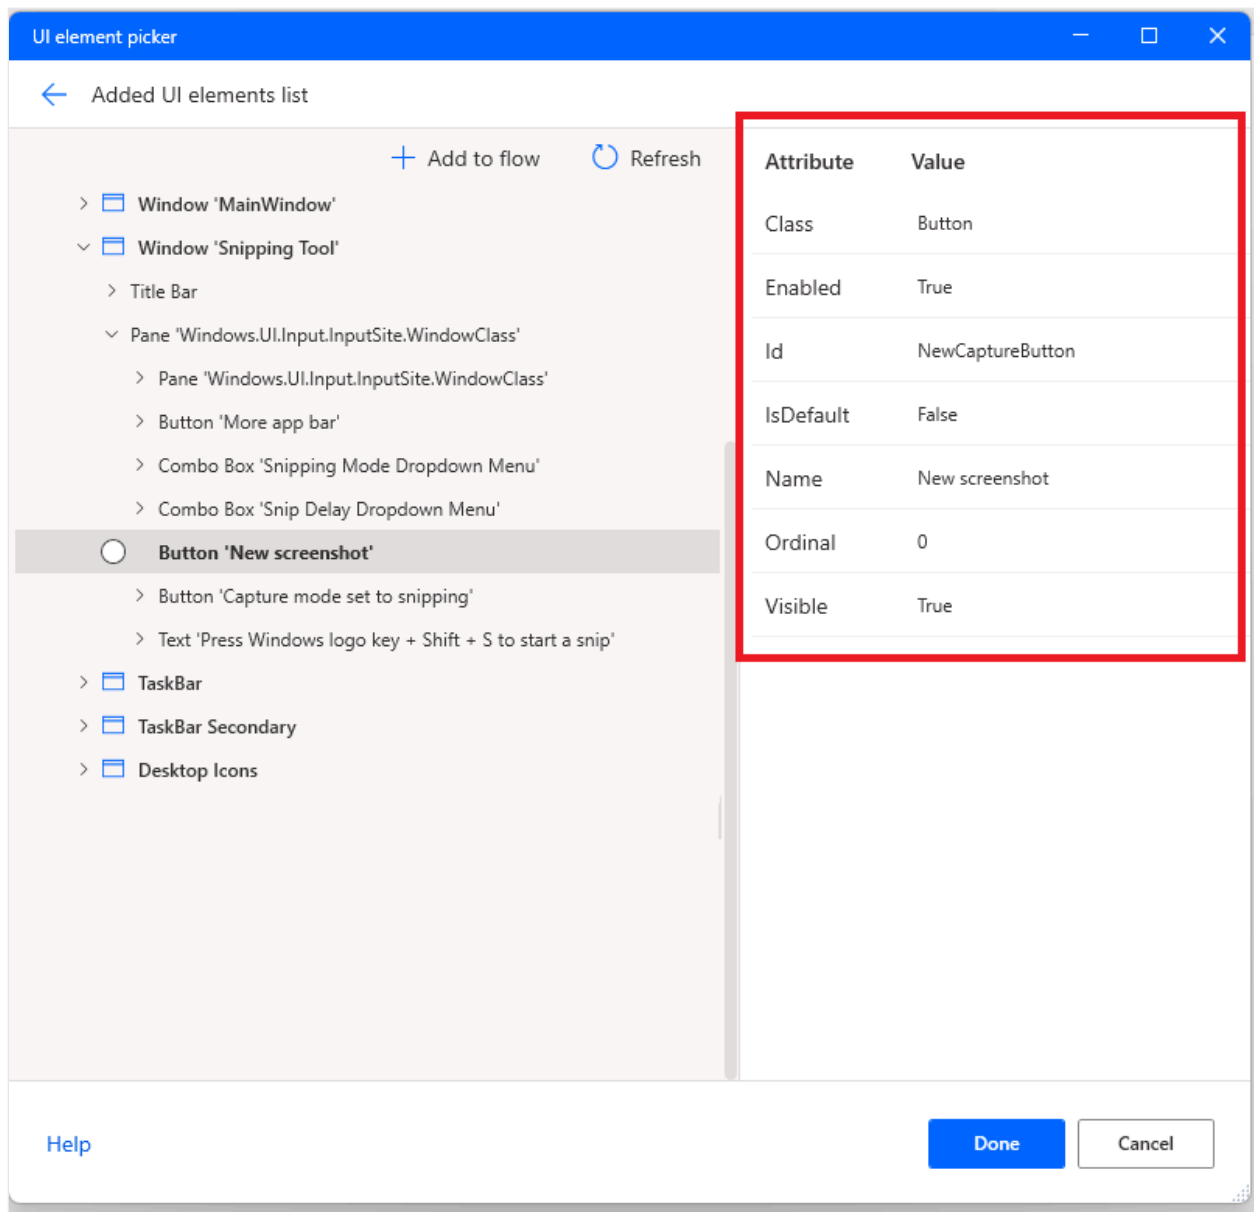 UI element picker
Added UI elements list
Add to flow Refresh
Window 'MainWindow'
Window 'Snipping Tool'
Title Bar
Pane 'Windows.UI.Input.InputSite.WindowClass'
Pane 'Windows.UI.Input.InputSite.WindowClass'
Button 'More app bar'
Combo Box 'Snipping Mode Dropdown Menu'
Combo Box 'Snip Delay Dropdown Menu'
Button 'New screenshot'
Button 'Capture mode set to snipping'
Text 'Press Windows logo key + Shift + S to start a snip'
TaskBar
TaskBar Secondary
Desktop Icons
Attribute Value
Class Button
Enabled True
Id NewCaptureButton
IsDefault False
Name New screenshot
Ordinal 0
Visible True
Help Done Cancel